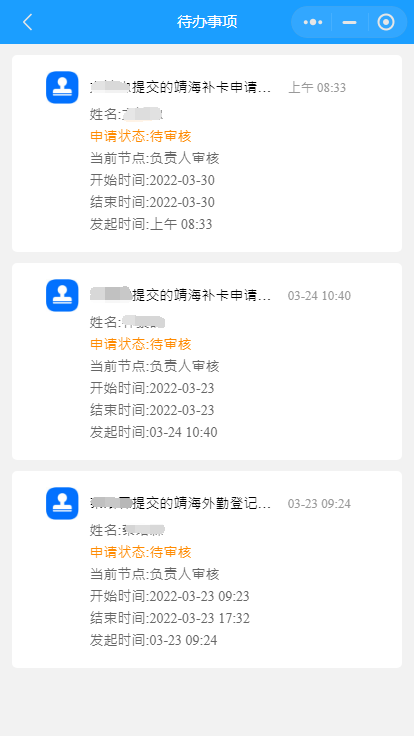 待办事项
提交的靖海补卡申请... 上午 08:33
姓名:
申请状态:待审核
当前节点:负责人审核
开始时间:2022-03-30
结束时间:2022-03-30
发起时间:上午 08:33
提交的靖海补卡申请... 03-24 10:40
姓名:
申请状态:待审核
当前节点:负责人审核
开始时间:2022-03-23
结束时间:2022-03-23
发起时间:03-24 10:40
提交的靖海外勤登记... 03-23 09:24
姓名:
申请状态:待审核
当前节点:负责人审核
开始时间:2022-03-23 09:23
结束时间:2022-03-23 17:32
发起时间:03-23 09:24